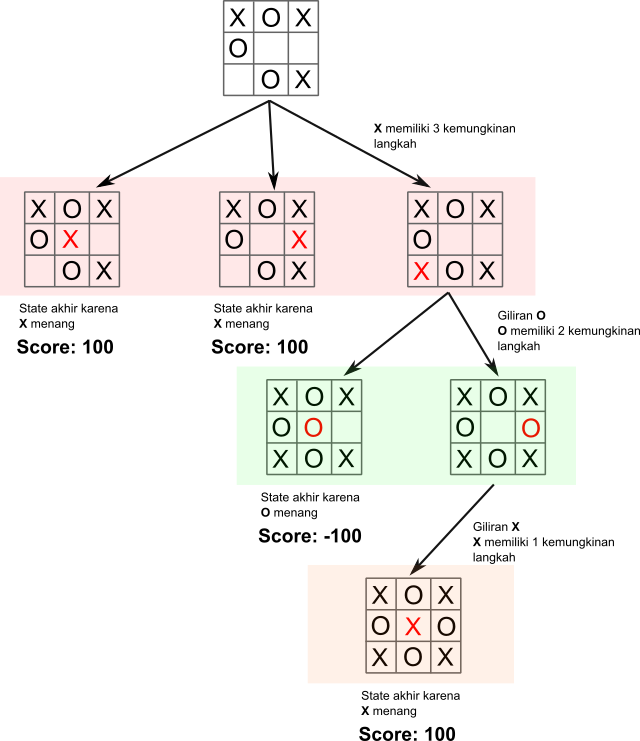 X O X
O
O X
X memiliki 3 kemungkinan
langkah
X O X
O X
O X
X O X
O X
O X
X O X
O
X O X
State akhir karena
X menang
Score: 100
State akhir karena
X menang
Score: 100
Giliran O
O memiliki 2 kemungkinan
langkah
X O X
O O
X O X
X O X
O O
X O X
State akhir karena
O menang
Score: -100
Giliran X
X memiliki 1 kemungkinan
langkah
X O X
O X O
X O X
State akhir karena
X menang
Score: 100